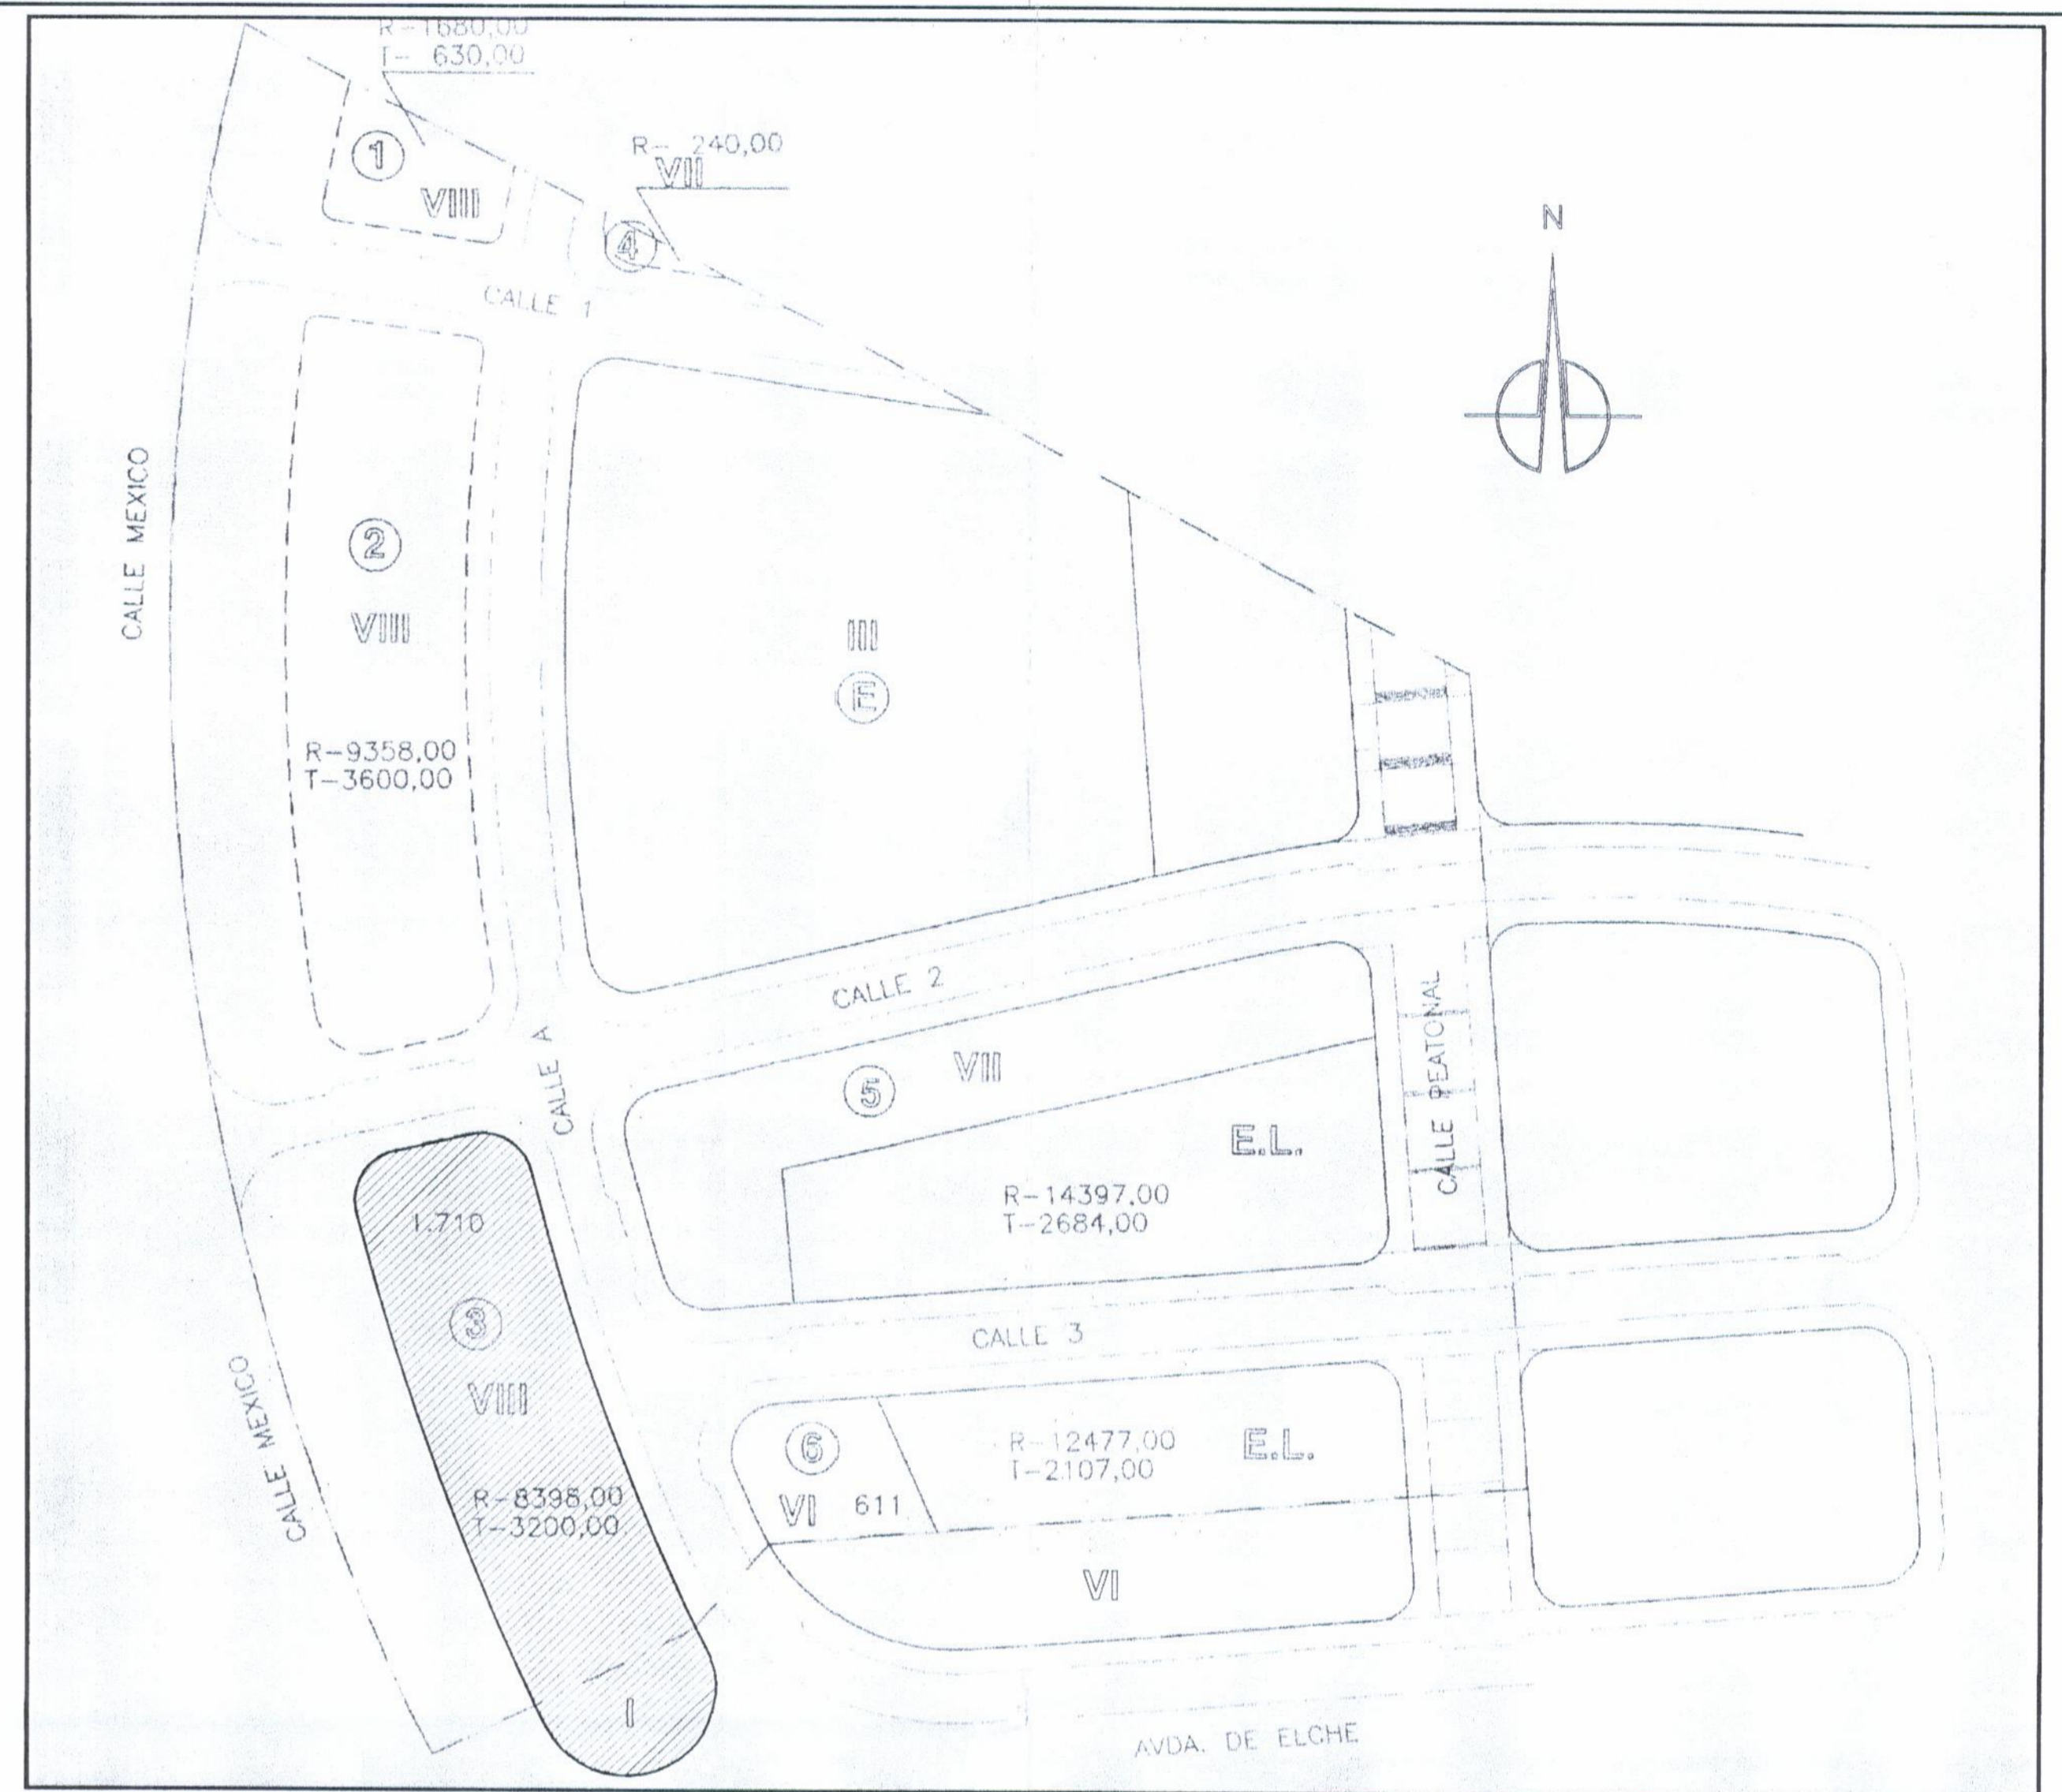 R-1680,00
T- 630,00
R- 240,00
VII
1
VIII
4
N
CALLE 1
CALLE MEXICO
2
VIII
III
E
R-9358,00
T-3600,00
CALLE 2
CALLE A
CALLE PEATONAL
5
VII
E.L.
R-14397,00
T-2684,00
1.710
3
VIII
R-8398,00
T-3200,00
I
CALLE MEXICO
CALLE 3
6
VI 611
R-12477,00
T-2107,00
E.L.
VI
AVDA. DE ELCHE